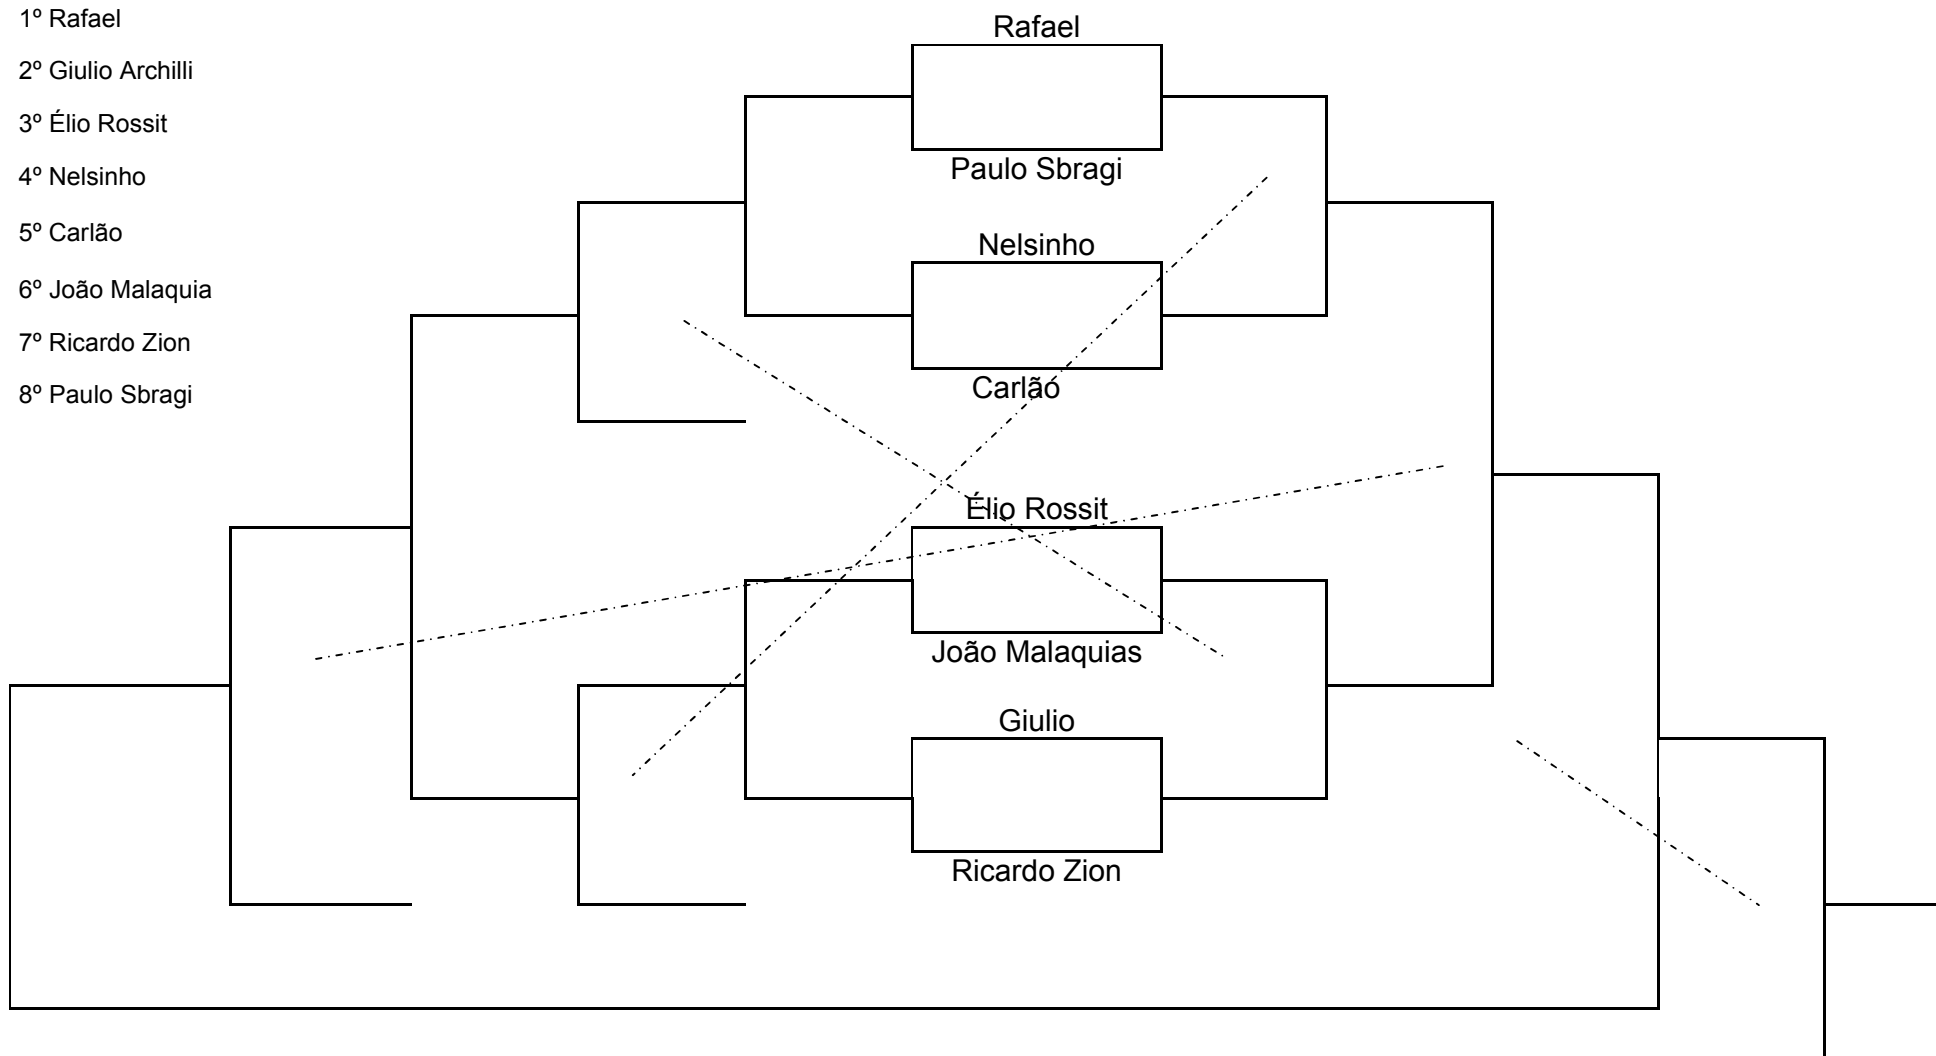 1º Rafael
2º Giulio Archilli
3º Élio Rossit
4º Nelsinho
5º Carlão
6º João Malaquia
7º Ricardo Zion
8º Paulo Sbragi
Rafael
Paulo Sbragi
Nelsinho
Carlão
Élio Rossit
João Malaquias
Giulio
Ricardo Zion